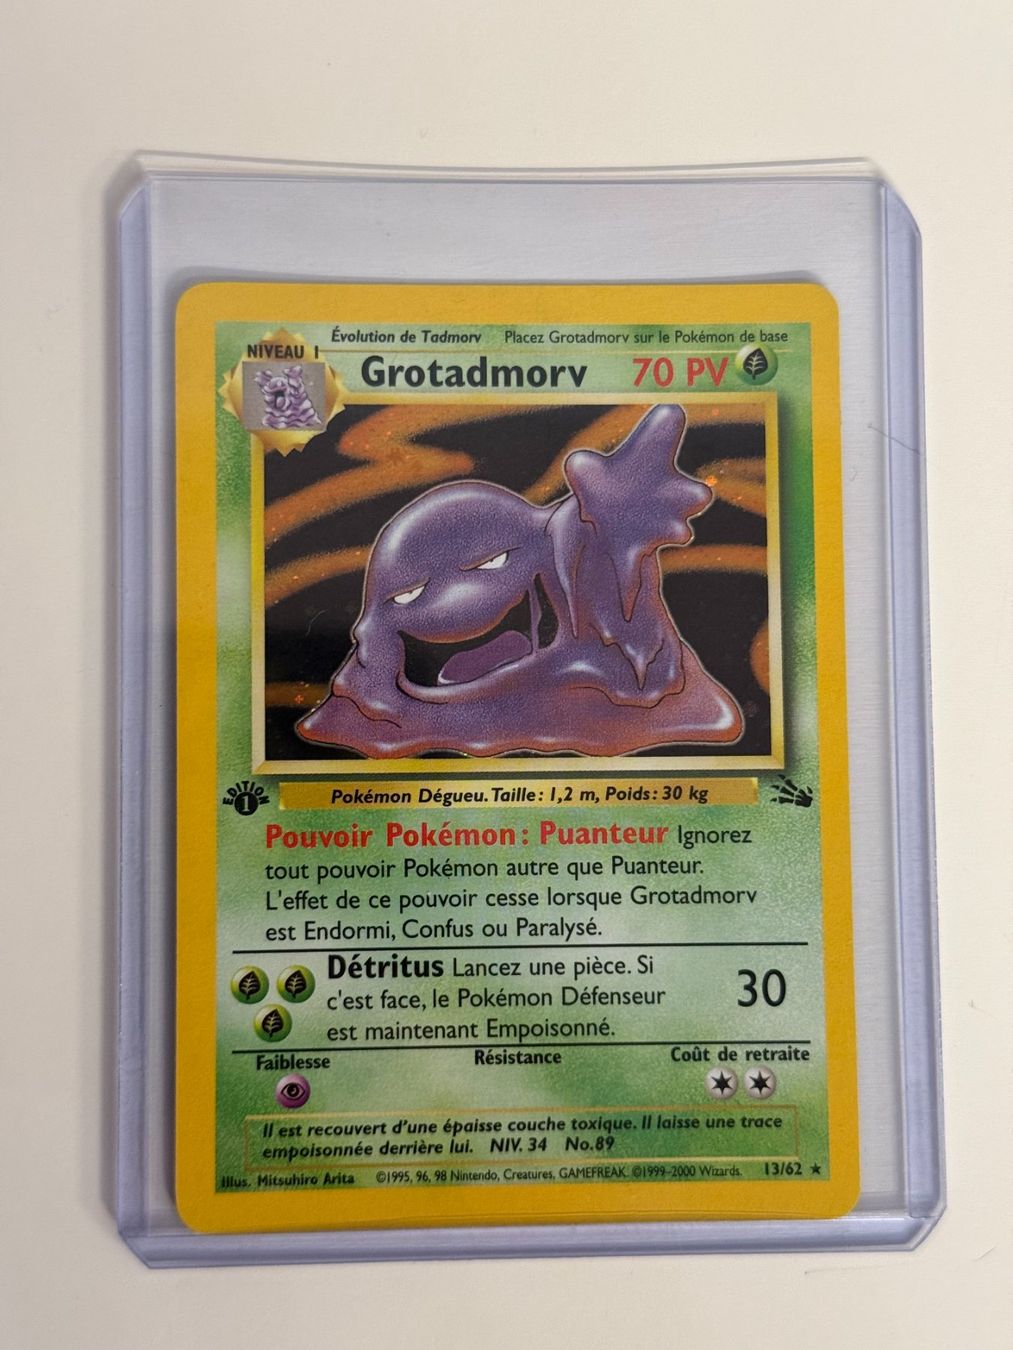 Évolution de Tadmorv Placez Grotadmorv sur le Pokémon de base
NIVEAU 1
Grotadmorv 70 PV
EDITION 1
Pokémon Dégueu. Taille : 1,2 m, Poids : 30 kg
Pouvoir Pokémon : Puanteur Ignorez
tout pouvoir Pokémon autre que Puanteur.
L'effet de ce pouvoir cesse lorsque Grotadmorv
est Endormi, Confus ou Paralysé.
Détritus Lancez une pièce. Si
c'est face, le Pokémon Défenseur
est maintenant Empoisonné.
30
Faiblesse Résistance Coût de retraite
Il est recouvert d'une épaisse couche toxique. Il laisse une trace
empoisonnée derrière lui. NIV. 34 No.89
Illus. Mitsuhiro Arita ©1995, 96, 98 Nintendo, Creatures, GAMEFREAK. ©1999–2000 Wizards. 13/62 ★